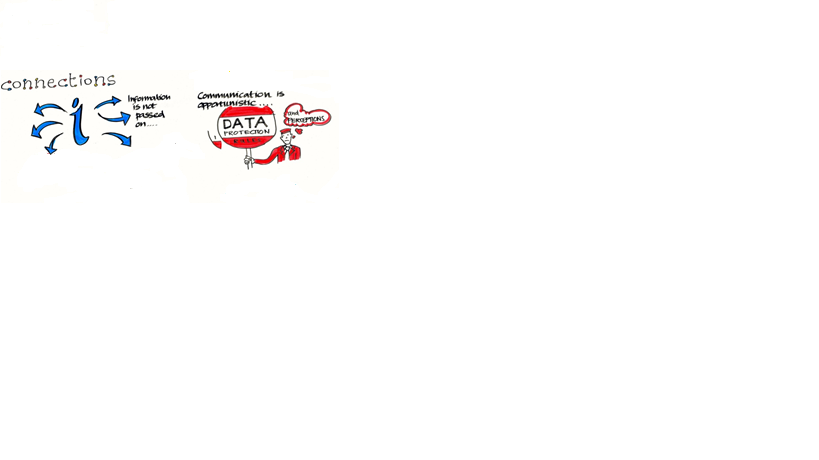 connections
Information
is not
passed
on....
Communication is
opportunistic....
DATA
PROTECTION
and
PERCEPTIONS